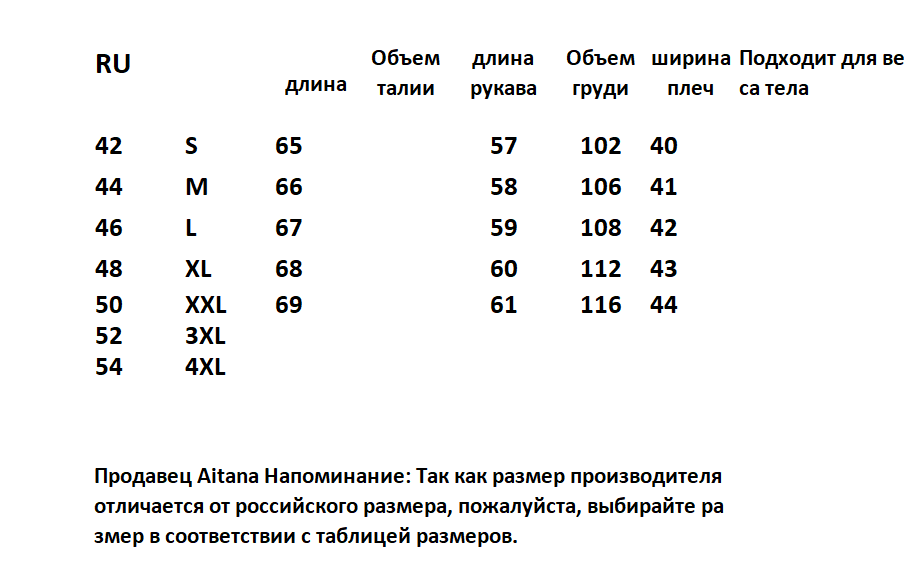 RU длина Объем талии длина рукава Объем груди ширина плеч Подходит для ве са тела
42 S 65 57 102 40
44 M 66 58 106 41
46 L 67 59 108 42
48 XL 68 60 112 43
50 XXL 69 61 116 44
52 3XL
54 4XL
Продавец Aitana Напоминание: Так как размер производителя
отличается от российского размера, пожалуйста, выбирайте ра
змер в соответствии с таблицей размеров.